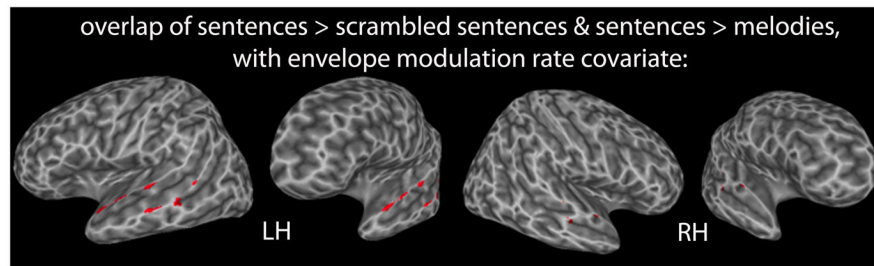 overlap of sentences > scrambled sentences & sentences > melodies,
with envelope modulation rate covariate:
LH
RH